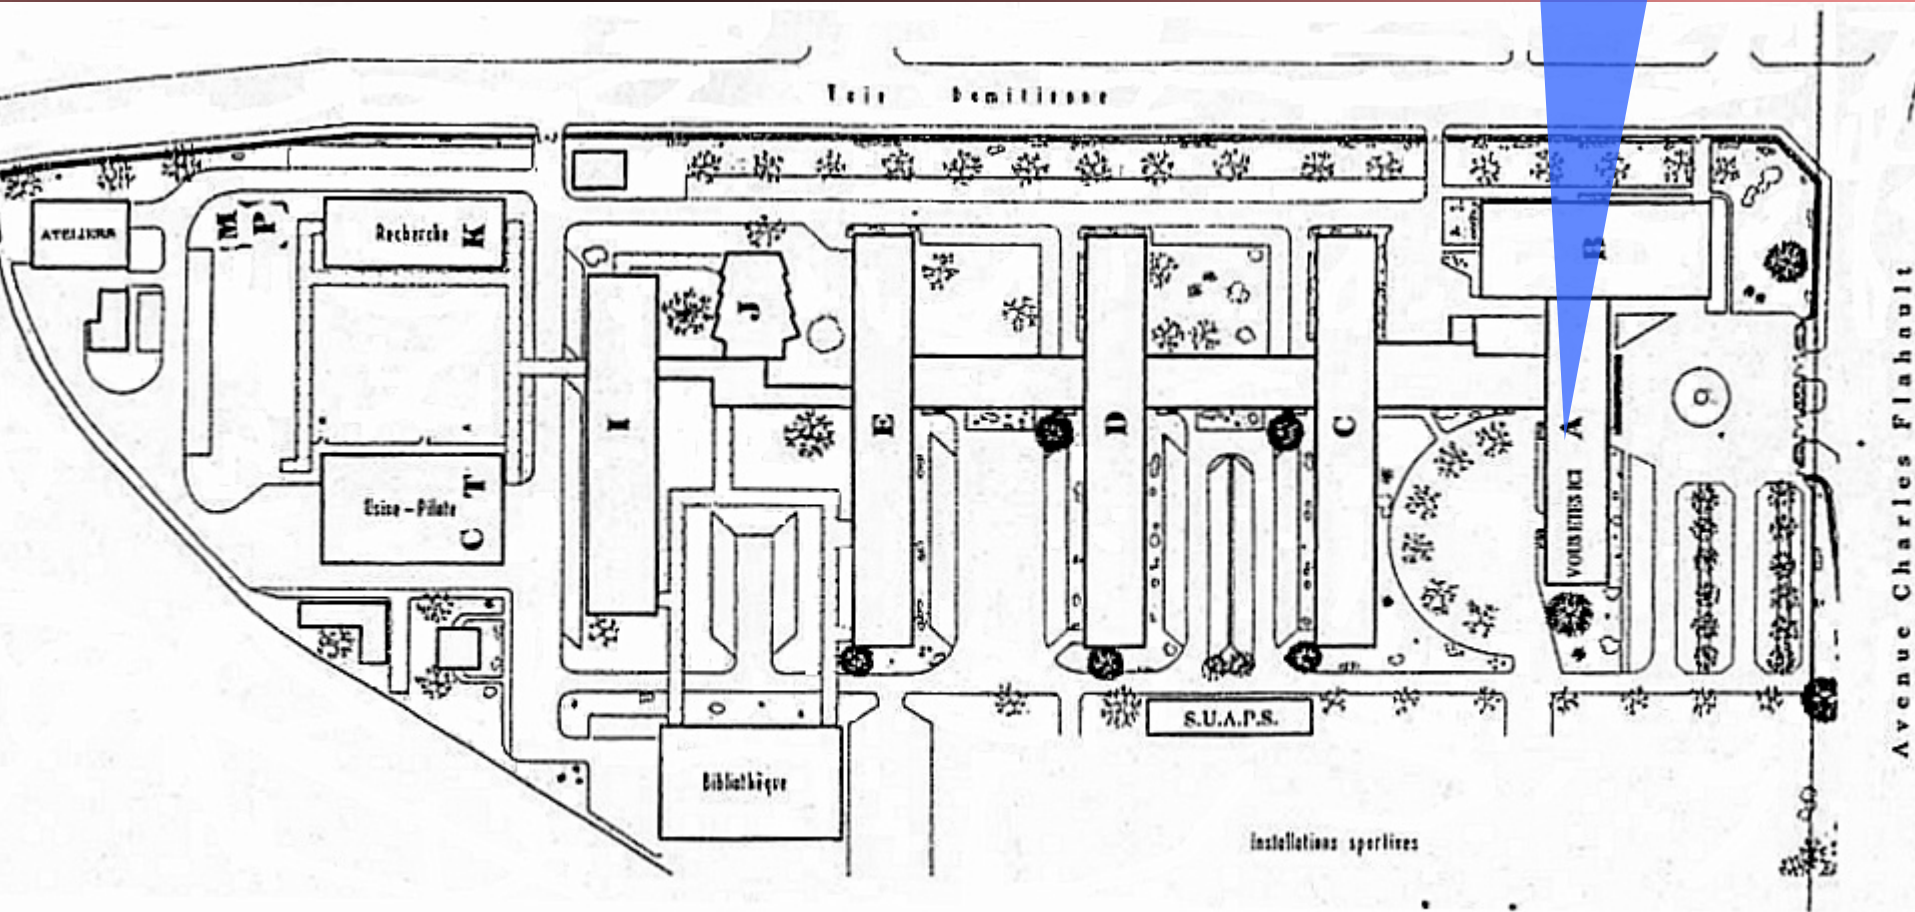 Voie Domitienne
ATELIERS
M
P
Recherche K
J
B
I
E
D
C
A
VOUS ETES ICI
Usine-Pilote
C T
S.U.A.P.S.
Bibliothèque
Installations sportives
Avenue Charles Flahault